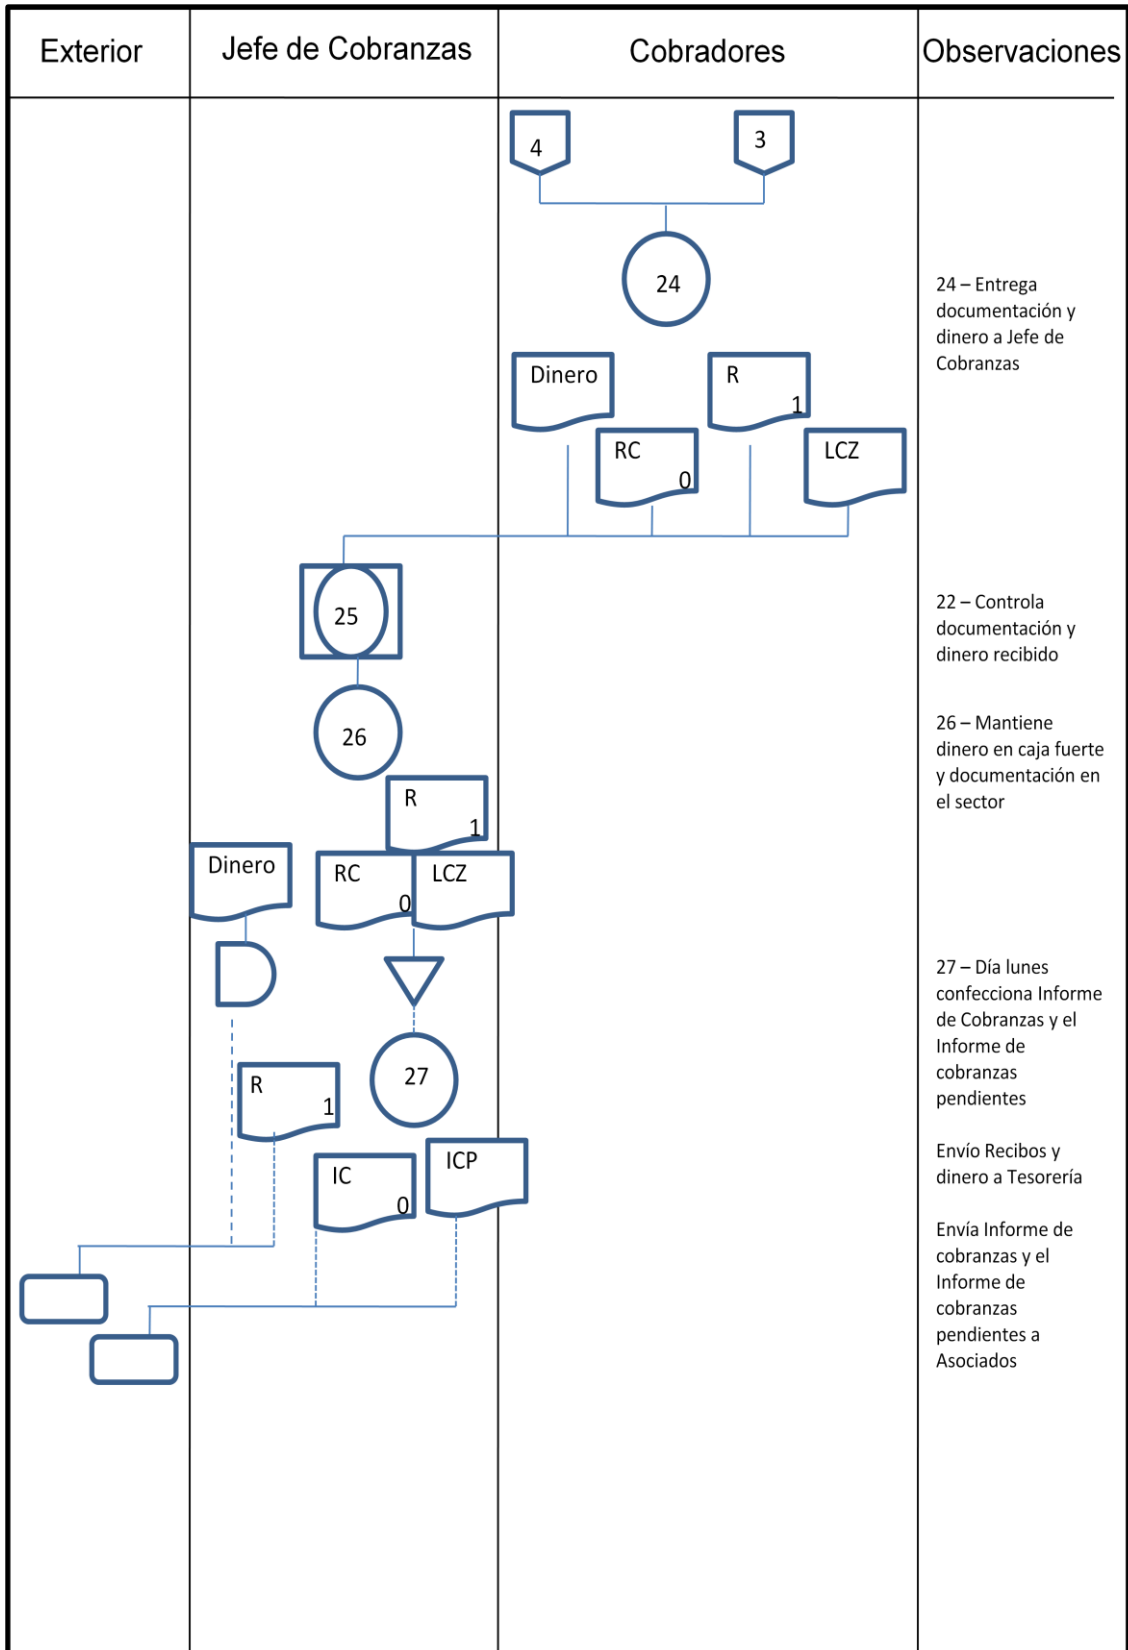 Exterior
Jefe de Cobranzas
Cobradores
Observaciones
4
3
24
24 – Entrega
documentación y
dinero a Jefe de
Cobranzas
Dinero
R
1
RC
0
LCZ
25
22 – Controla
documentación y
dinero recibido
26
26 – Mantiene
dinero en caja fuerte
y documentación en
el sector
R
1
Dinero
RC
0
LCZ
27 – Día lunes
confecciona Informe
de Cobranzas y el
Informe de
cobranzas
pendientes
27
R
1
IC
0
ICP
Envío Recibos y
dinero a Tesorería
Envía Informe de
cobranzas y el
Informe de
cobranzas
pendientes a
Asociados